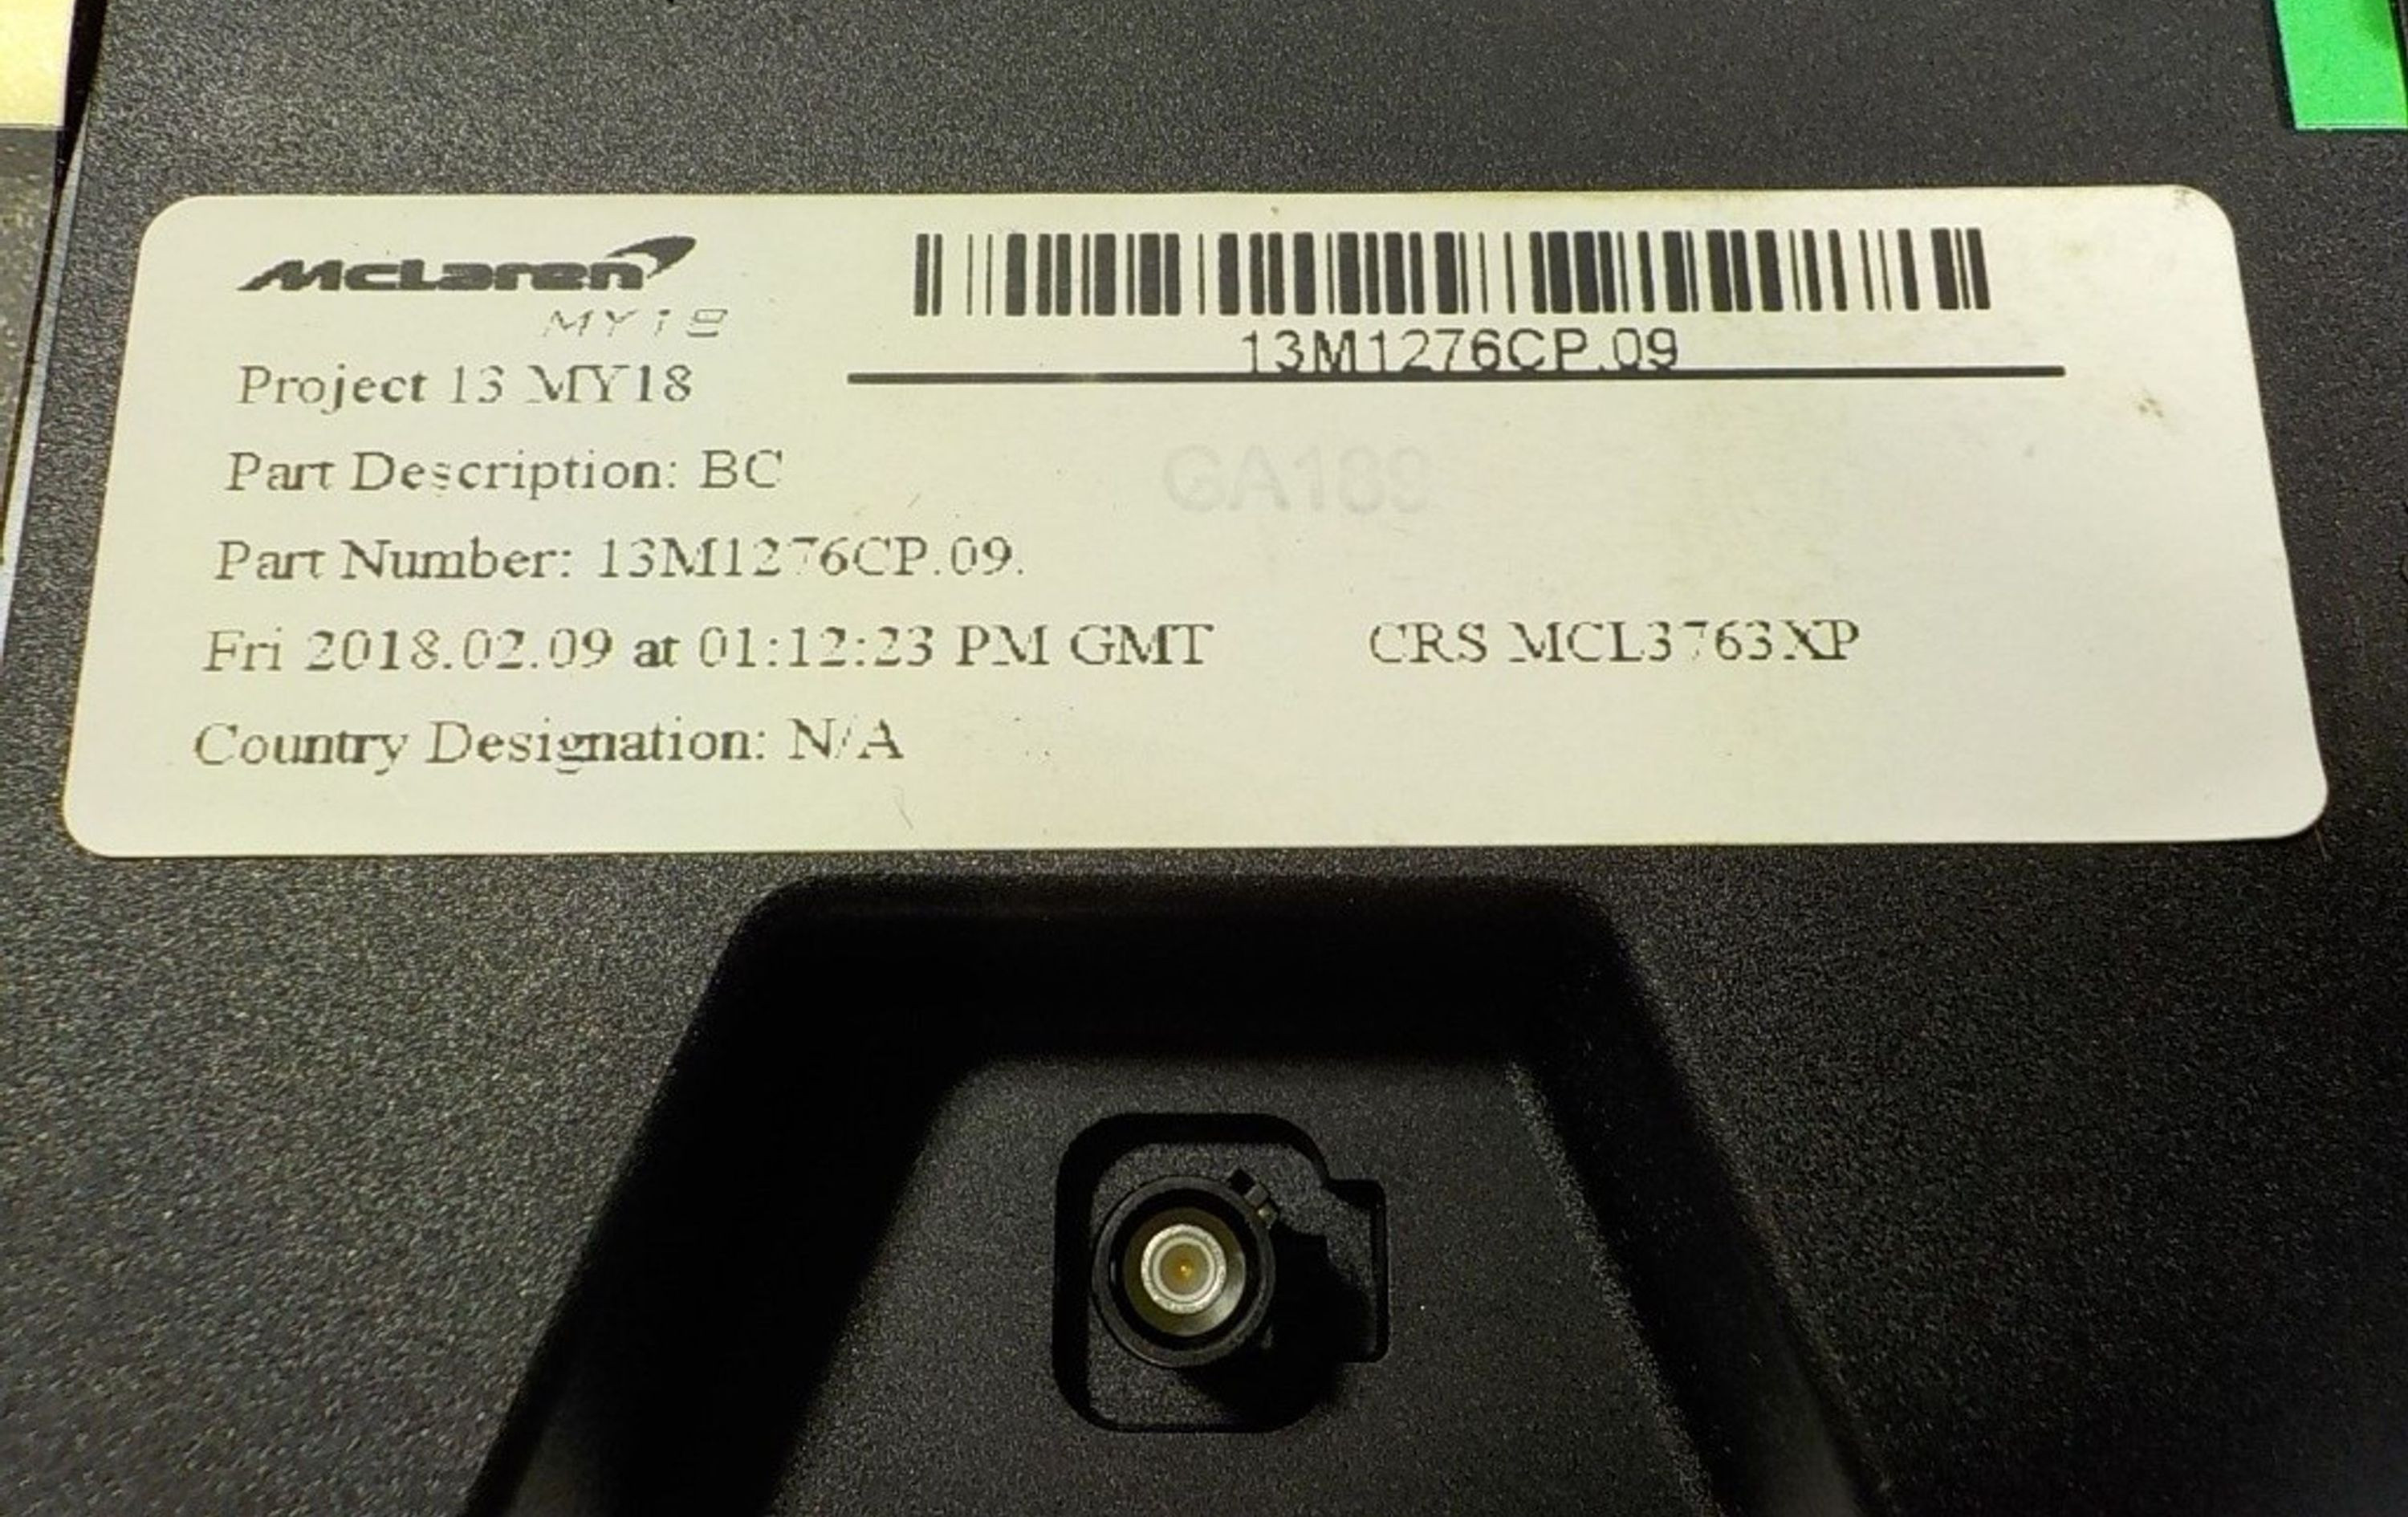 McLaren
MY18
13M1276CP.09
Project 13 MY18
Part Description: BC
Part Number: 13M1276CP.09.
Fri 2018.02.09 at 01:12:23 PM GMT CRS MCL3763XP
Country Designation: N/A